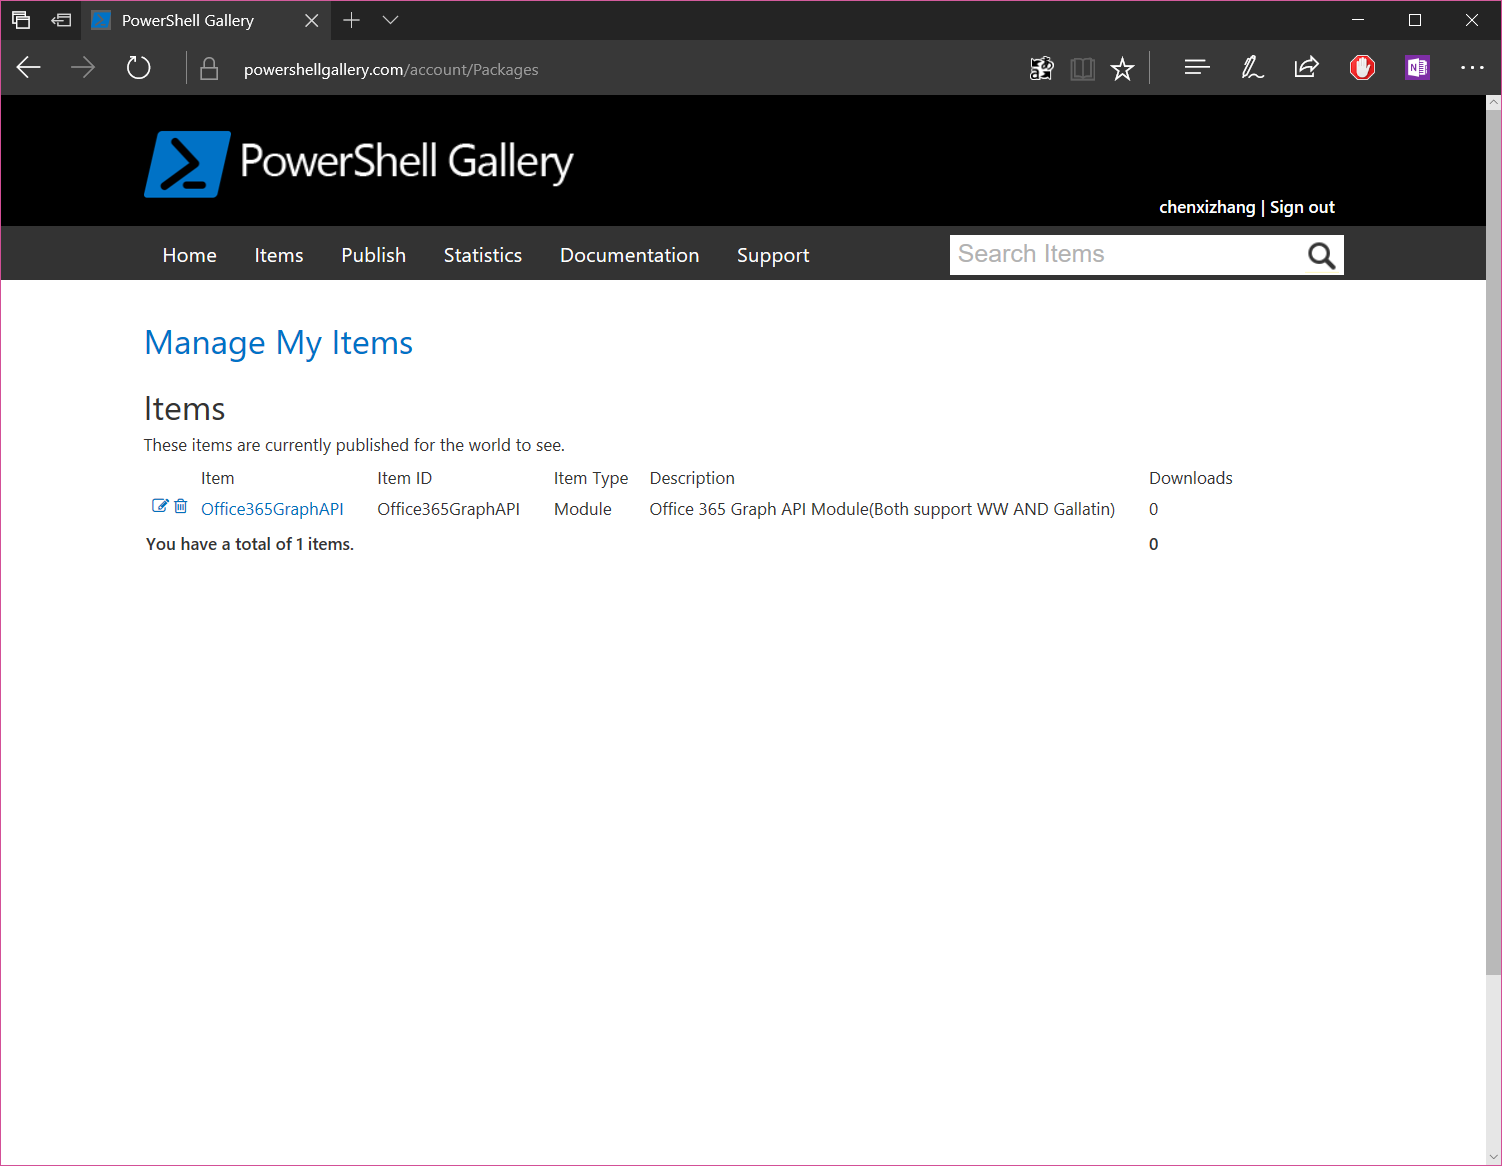 PowerShell Gallery
powershellgallery.com/account/Packages
PowerShell Gallery
chenxizhang | Sign out
Home Items Publish Statistics Documentation Support Search Items
Manage My Items
Items
These items are currently published for the world to see.
Item Item ID Item Type Description Downloads
Office365GraphAPI Office365GraphAPI Module Office 365 Graph API Module(Both support WW AND Gallatin) 0
You have a total of 1 items. 0